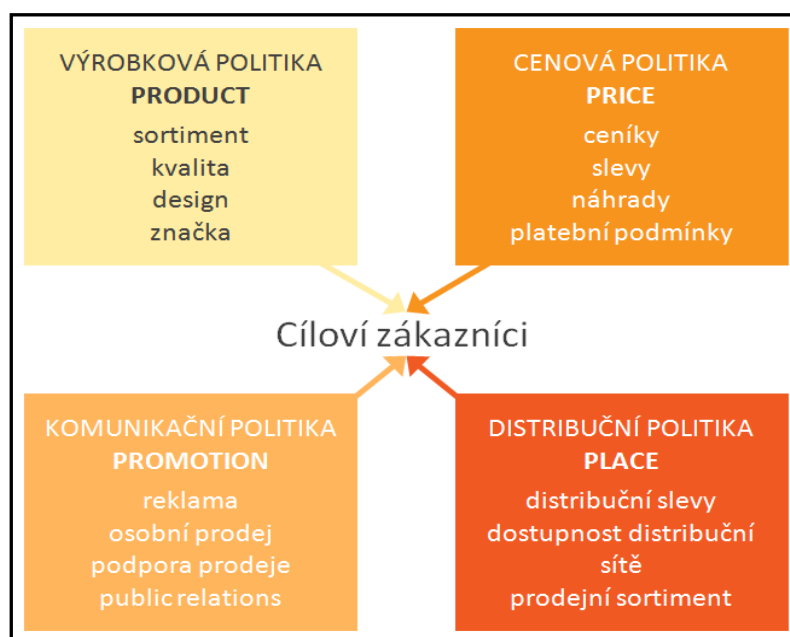 VÝROBKOVÁ POLITIKA
PRODUCT
sortiment
kvalita
design
značka
CENOVÁ POLITIKA
PRICE
ceníky
slevy
náhrady
platební podmínky
Cíloví zákazníci
KOMUNIKAČNÍ POLITIKA
PROMOTION
reklama
osobní prodej
podpora prodeje
public relations
DISTRIBUČNÍ POLITIKA
PLACE
distribuční slevy
dostupnost distribuční
sítě
prodejní sortiment